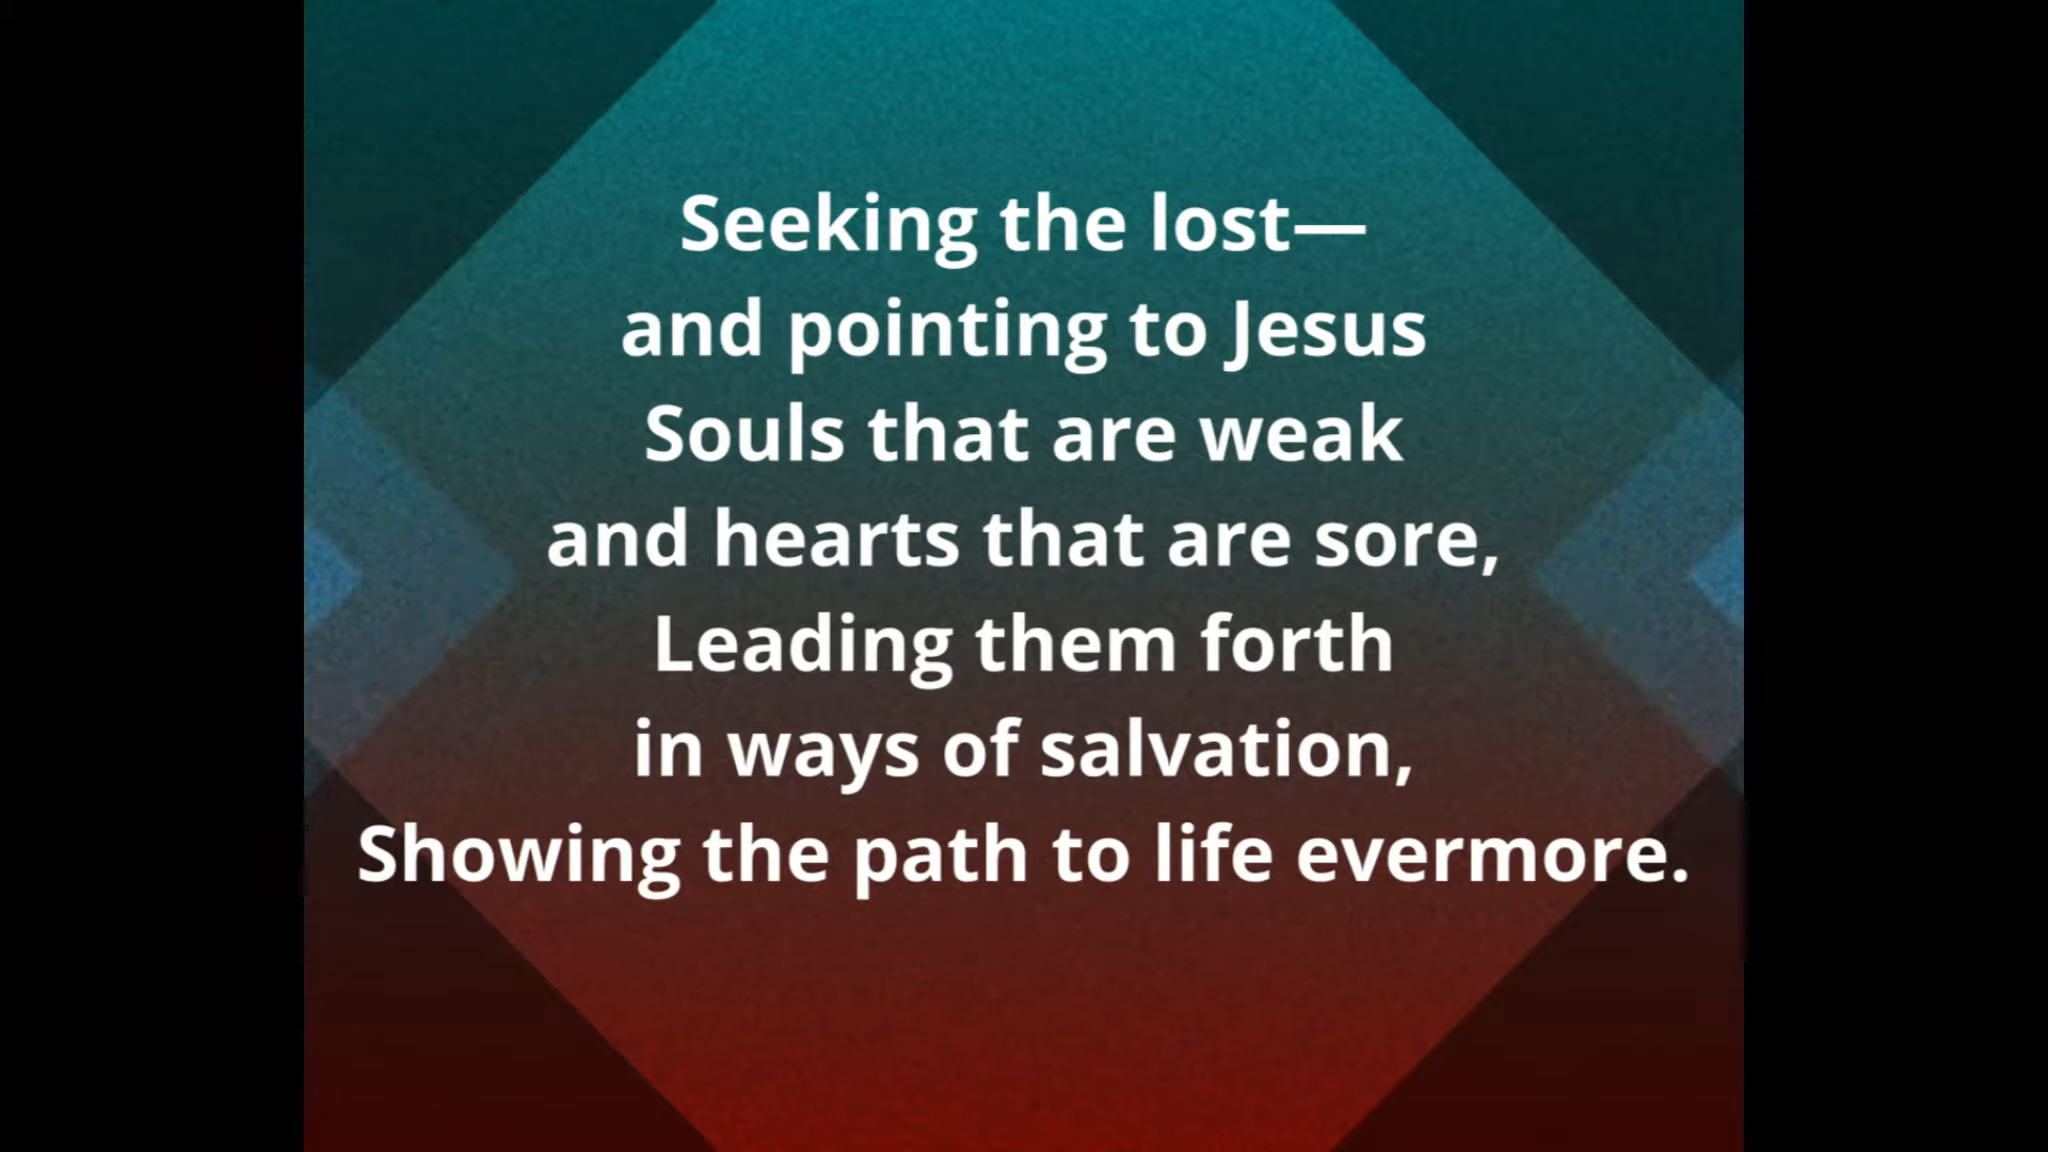 Seeking the lost—
and pointing to Jesus
Souls that are weak
and hearts that are sore,
Leading them forth
in ways of salvation,
Showing the path to life evermore.